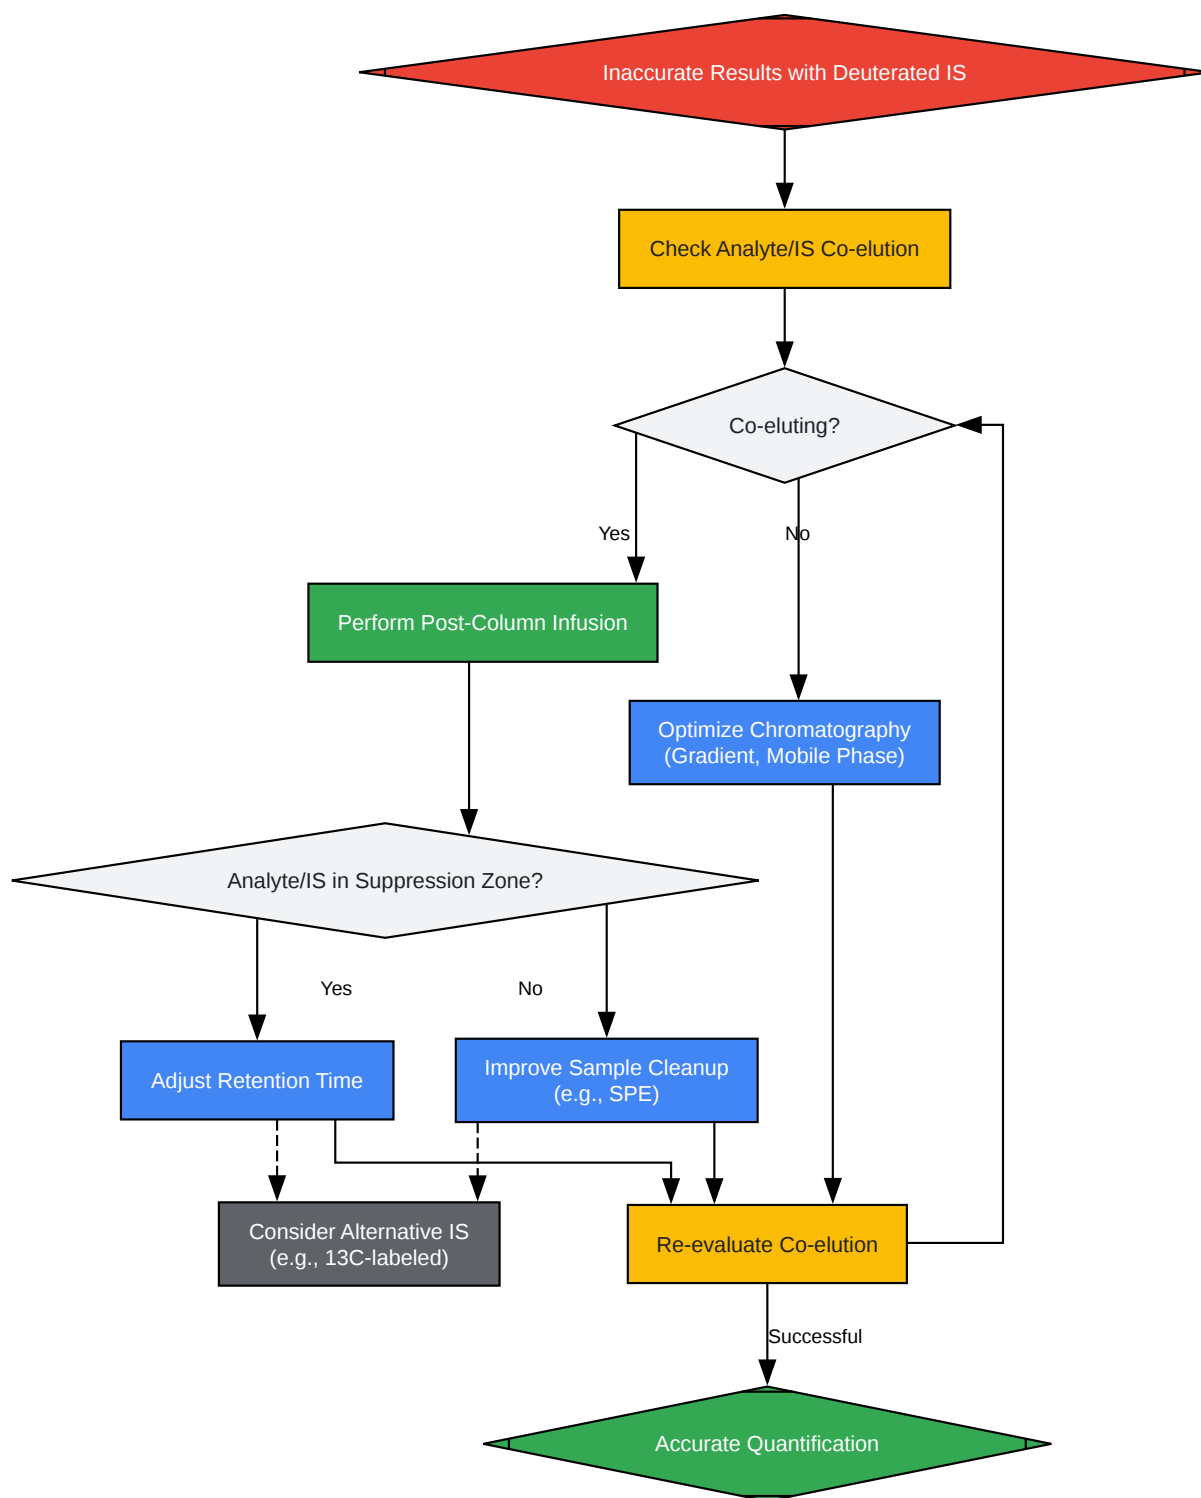 Inaccurate Results with Deuterated IS
Check Analyte/IS Co-elution
Co-eluting?
Yes
No
Perform Post-Column Infusion
Optimize Chromatography
(Gradient, Mobile Phase)
Analyte/IS in Suppression Zone?
Yes
No
Adjust Retention Time
Improve Sample Cleanup
(e.g., SPE)
Consider Alternative IS
(e.g., 13C-labeled)
Re-evaluate Co-elution
Successful
Accurate Quantification